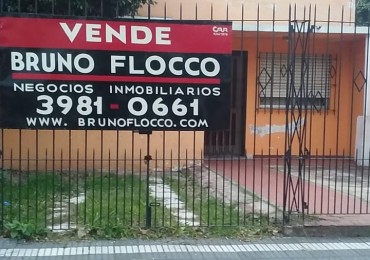 VENDE
BRUNO FLOCCO
NEGOCIOS INMOBILIARIOS
3981-0661
WWW.BRUNOFLOCCO.COM